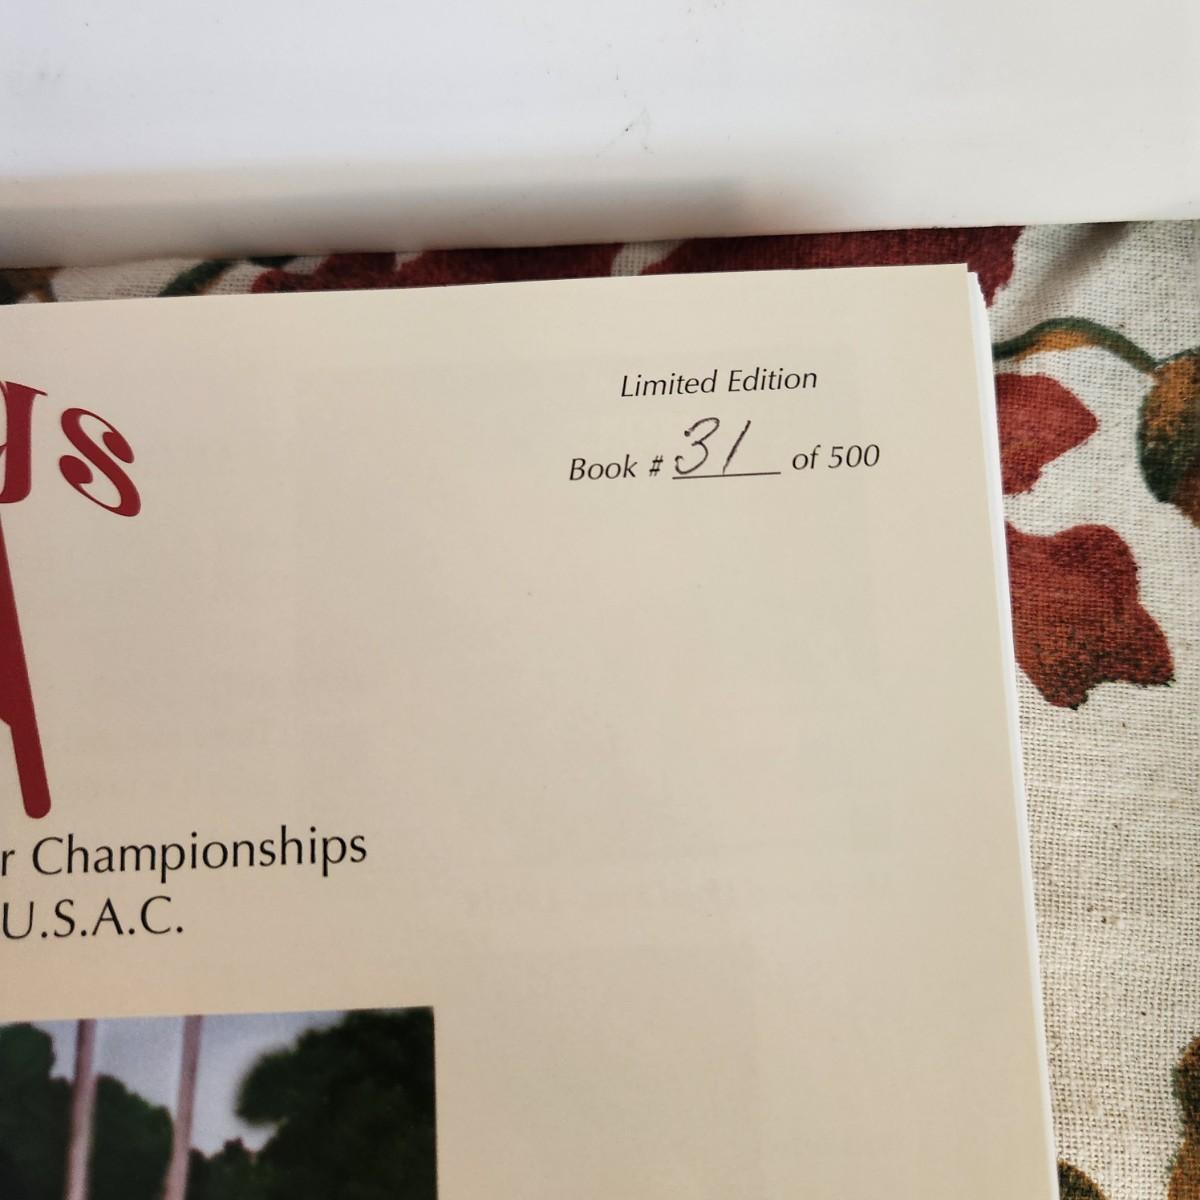 Limited Edition
Book # 31 of 500
r Championships
U.S.A.C.